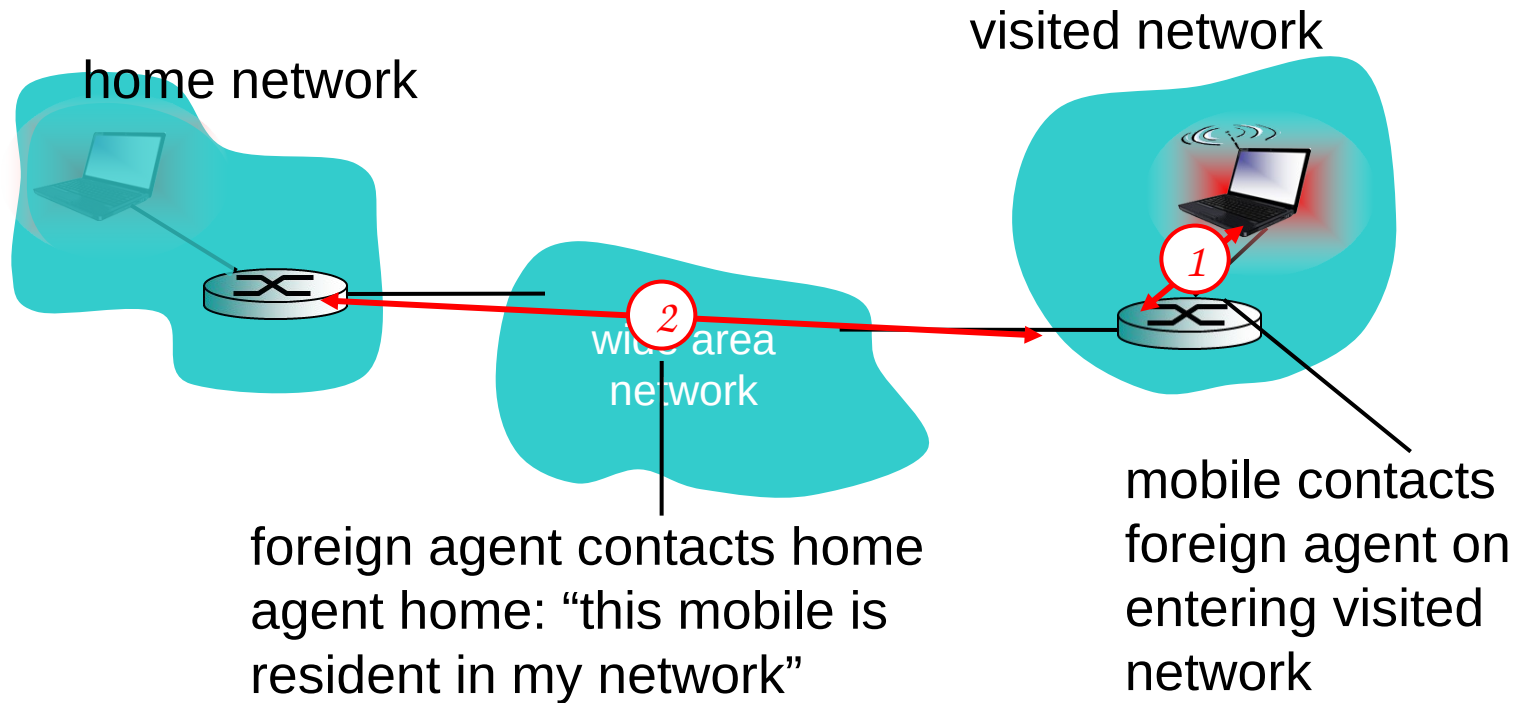 visited network
home network
1
2
wide area
network
foreign agent contacts home
agent home: “this mobile is
resident in my network”
mobile contacts
foreign agent on
entering visited
network